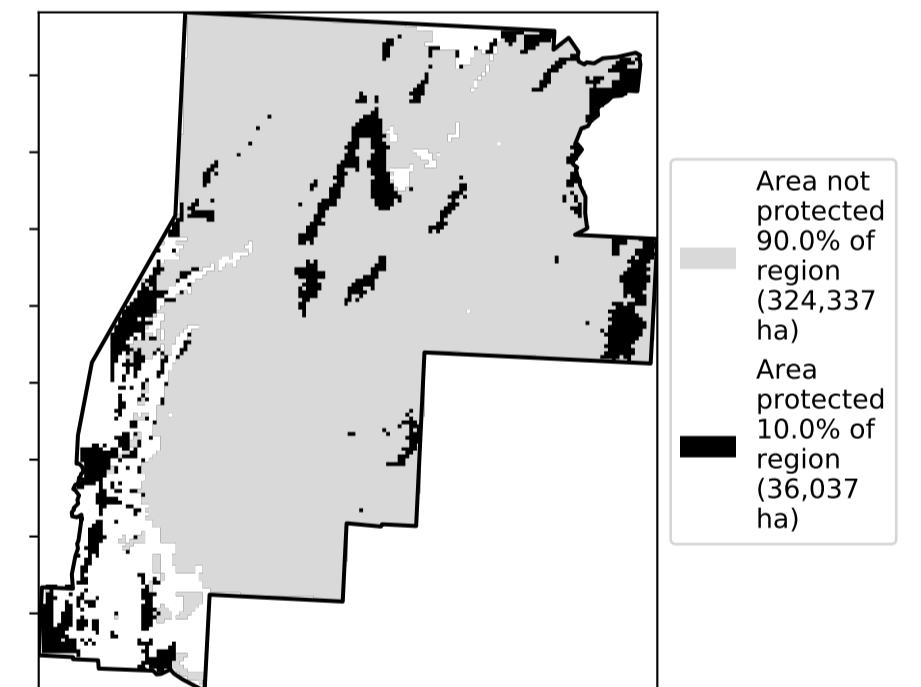 Area not
protected
90.0% of
region
(324,337
ha)
Area
protected
10.0% of
region
(36,037
ha)